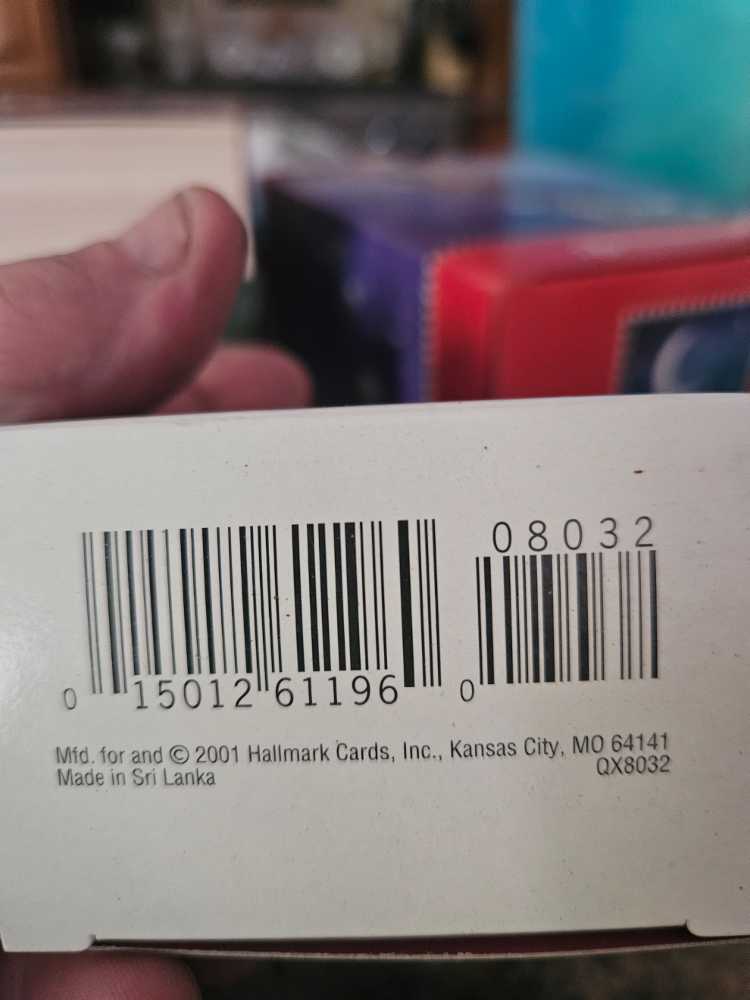 08032
0 15012 61196 0
Mfd. for and © 2001 Hallmark Cards, Inc., Kansas City, MO 64141
Made in Sri Lanka
QX8032